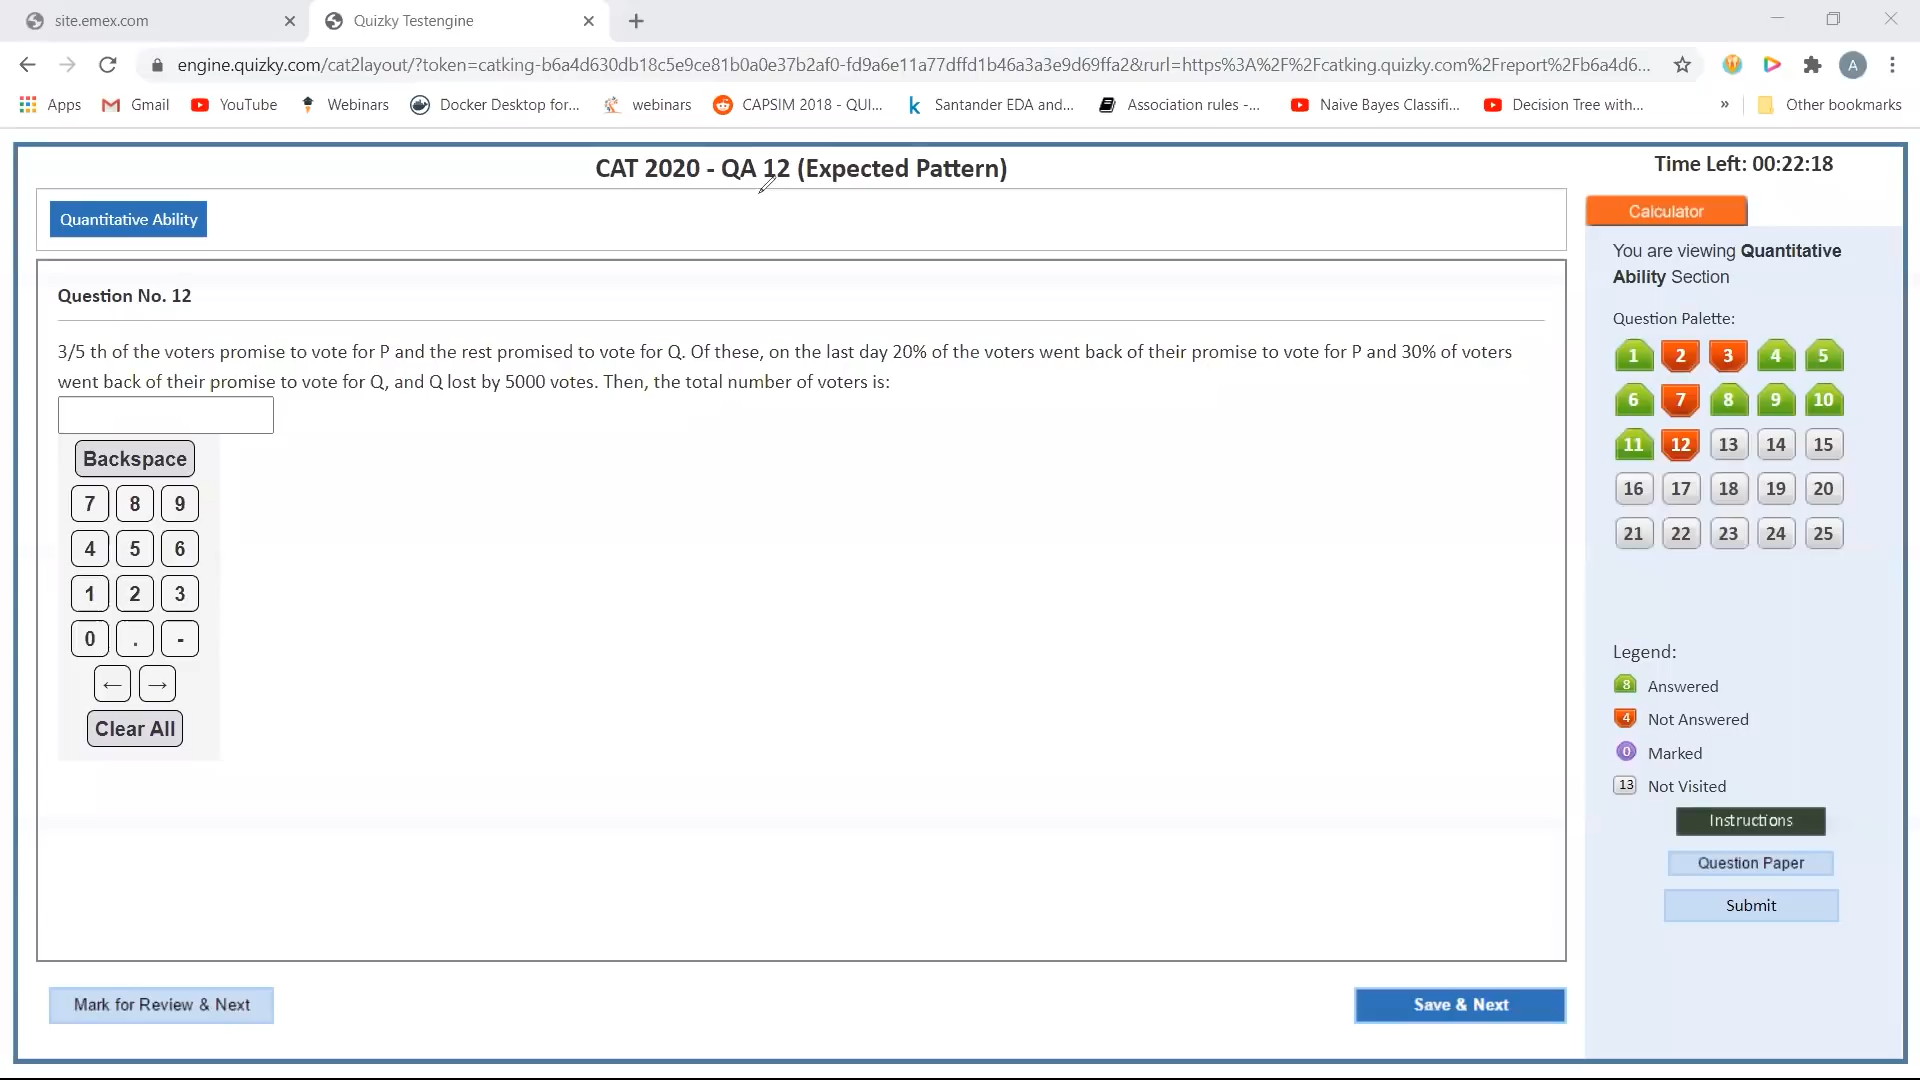 site.emex.com
Quizky Testengine
engine.quizky.com/cat2layout/?token=catking-b6a4d630db18c5e9ce81b0a0e37b2af0-fd9a6e11a77dffd1b46a3a3e9d69ffa2&rurl=https%3A%2F%2Fcatking.quizky.com%2Freport%2Fb6a4d6...
A
Apps Gmail YouTube Webinars Docker Desktop for... webinars CAPSIM 2018 - QUI... Santander EDA and... Association rules -... Naive Bayes Classifi... Decision Tree with... » Other bookmarks
CAT 2020 - QA 12 (Expected Pattern)
Time Left: 00:22:18
Quantitative Ability
Calculator
You are viewing Quantitative
Ability Section
Question No. 12
3/5 th of the voters promise to vote for P and the rest promised to vote for Q. Of these, on the last day 20% of the voters went back of their promise to vote for P and 30% of voters
went back of their promise to vote for Q, and Q lost by 5000 votes. Then, the total number of voters is:
Backspace
7 8 9
4 5 6
1 2 3
0 . -
← →
Clear All
Question Palette:
1 2 3 4 5
6 7 8 9 10
11 12 13 14 15
16 17 18 19 20
21 22 23 24 25
Legend:
8 Answered
4 Not Answered
0 Marked
13 Not Visited
Instructions
Question Paper
Submit
Mark for Review & Next
Save & Next